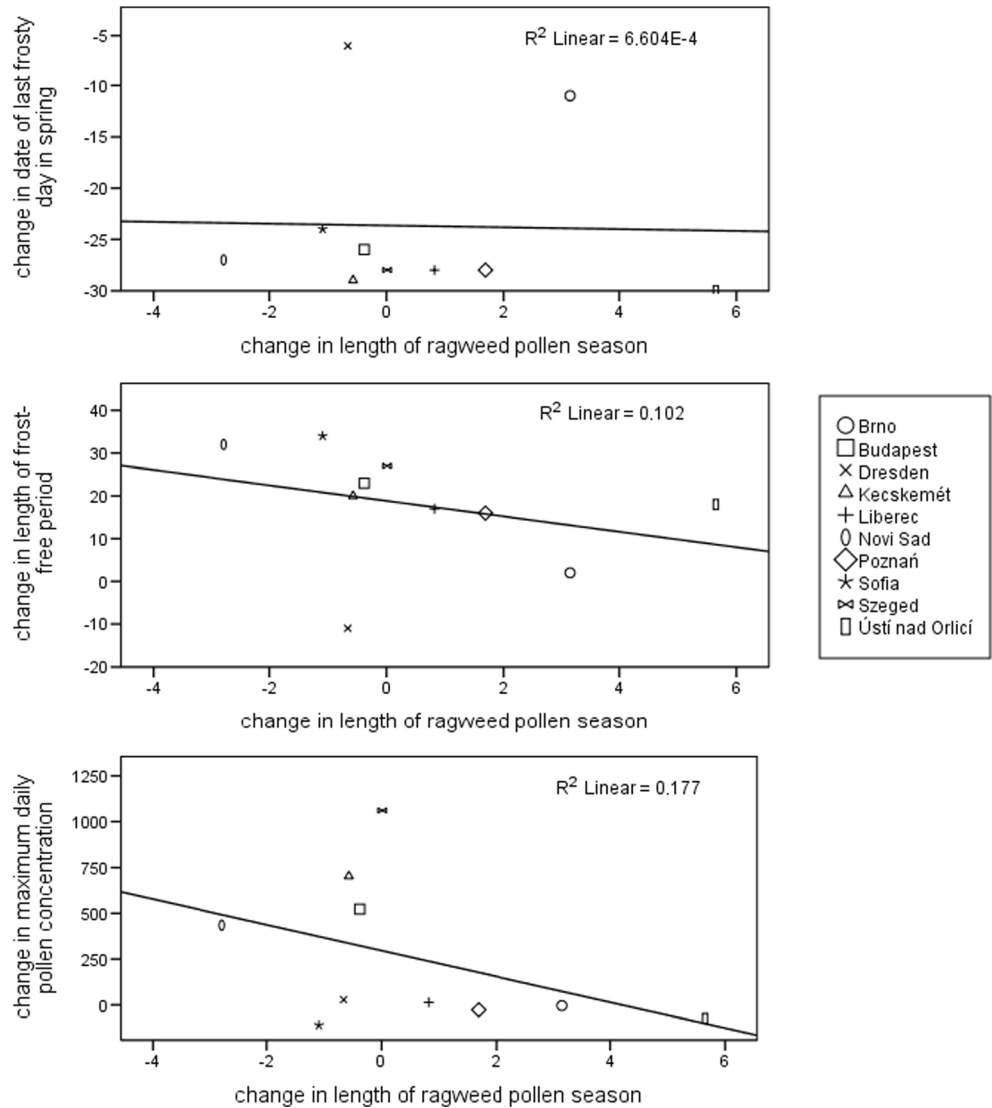 change in date of last frosty
day in spring
-5
-10
-15
-20
-25
-30
R² Linear = 6.604E-4
-4 -2 0 2 4 6
change in length of ragweed pollen season
change in length of frost-
free period
40
30
20
10
0
-10
-20
R² Linear = 0.102
-4 -2 0 2 4 6
change in length of ragweed pollen season
Brno
Budapest
Dresden
Kecskemét
Liberec
Novi Sad
Poznań
Sofia
Szeged
Ústí nad Orlicí
change in maximum daily
pollen concentration
1250
1000
750
500
250
0
R² Linear = 0.177
-4 -2 0 2 4 6
change in length of ragweed pollen season